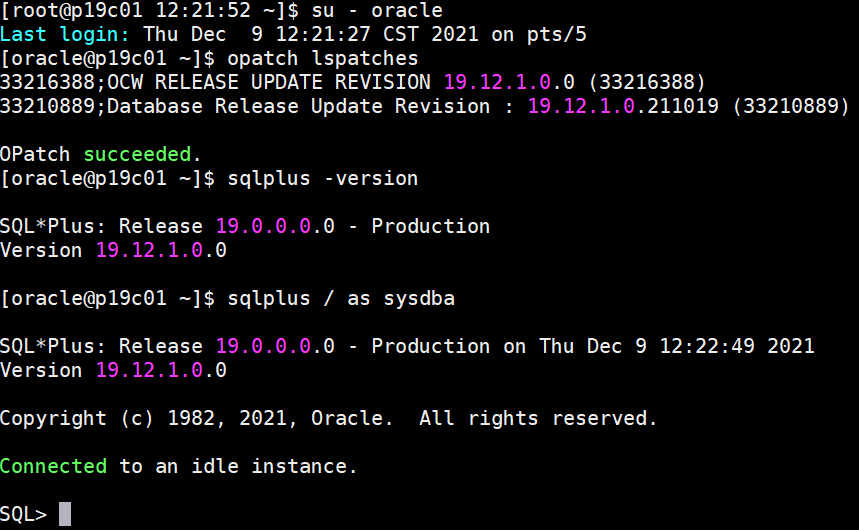 [root@p19c01 12:21:52 ~]$ su - oracle
Last login: Thu Dec  9 12:21:27 CST 2021 on pts/5
[oracle@p19c01 ~]$ opatch lspatches
33216388;OCW RELEASE UPDATE REVISION 19.12.1.0.0 (33216388)
33210889;Database Release Update Revision : 19.12.1.0.211019 (33210889)
OPatch succeeded.
[oracle@p19c01 ~]$ sqlplus -version
SQL*Plus: Release 19.0.0.0.0 - Production
Version 19.12.1.0.0
[oracle@p19c01 ~]$ sqlplus / as sysdba
SQL*Plus: Release 19.0.0.0.0 - Production on Thu Dec 9 12:22:49 2021
Version 19.12.1.0.0
Copyright (c) 1982, 2021, Oracle.  All rights reserved.
Connected to an idle instance.
SQL>